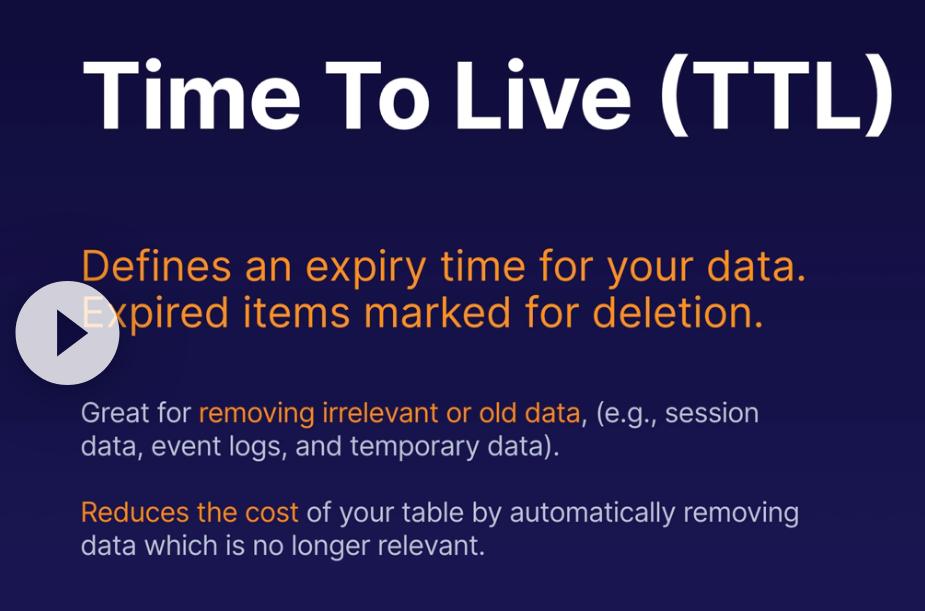 Time To Live (TTL)
Defines an expiry time for your data.
Expired items marked for deletion.
Great for removing irrelevant or old data, (e.g., session
data, event logs, and temporary data).
Reduces the cost of your table by automatically removing
data which is no longer relevant.